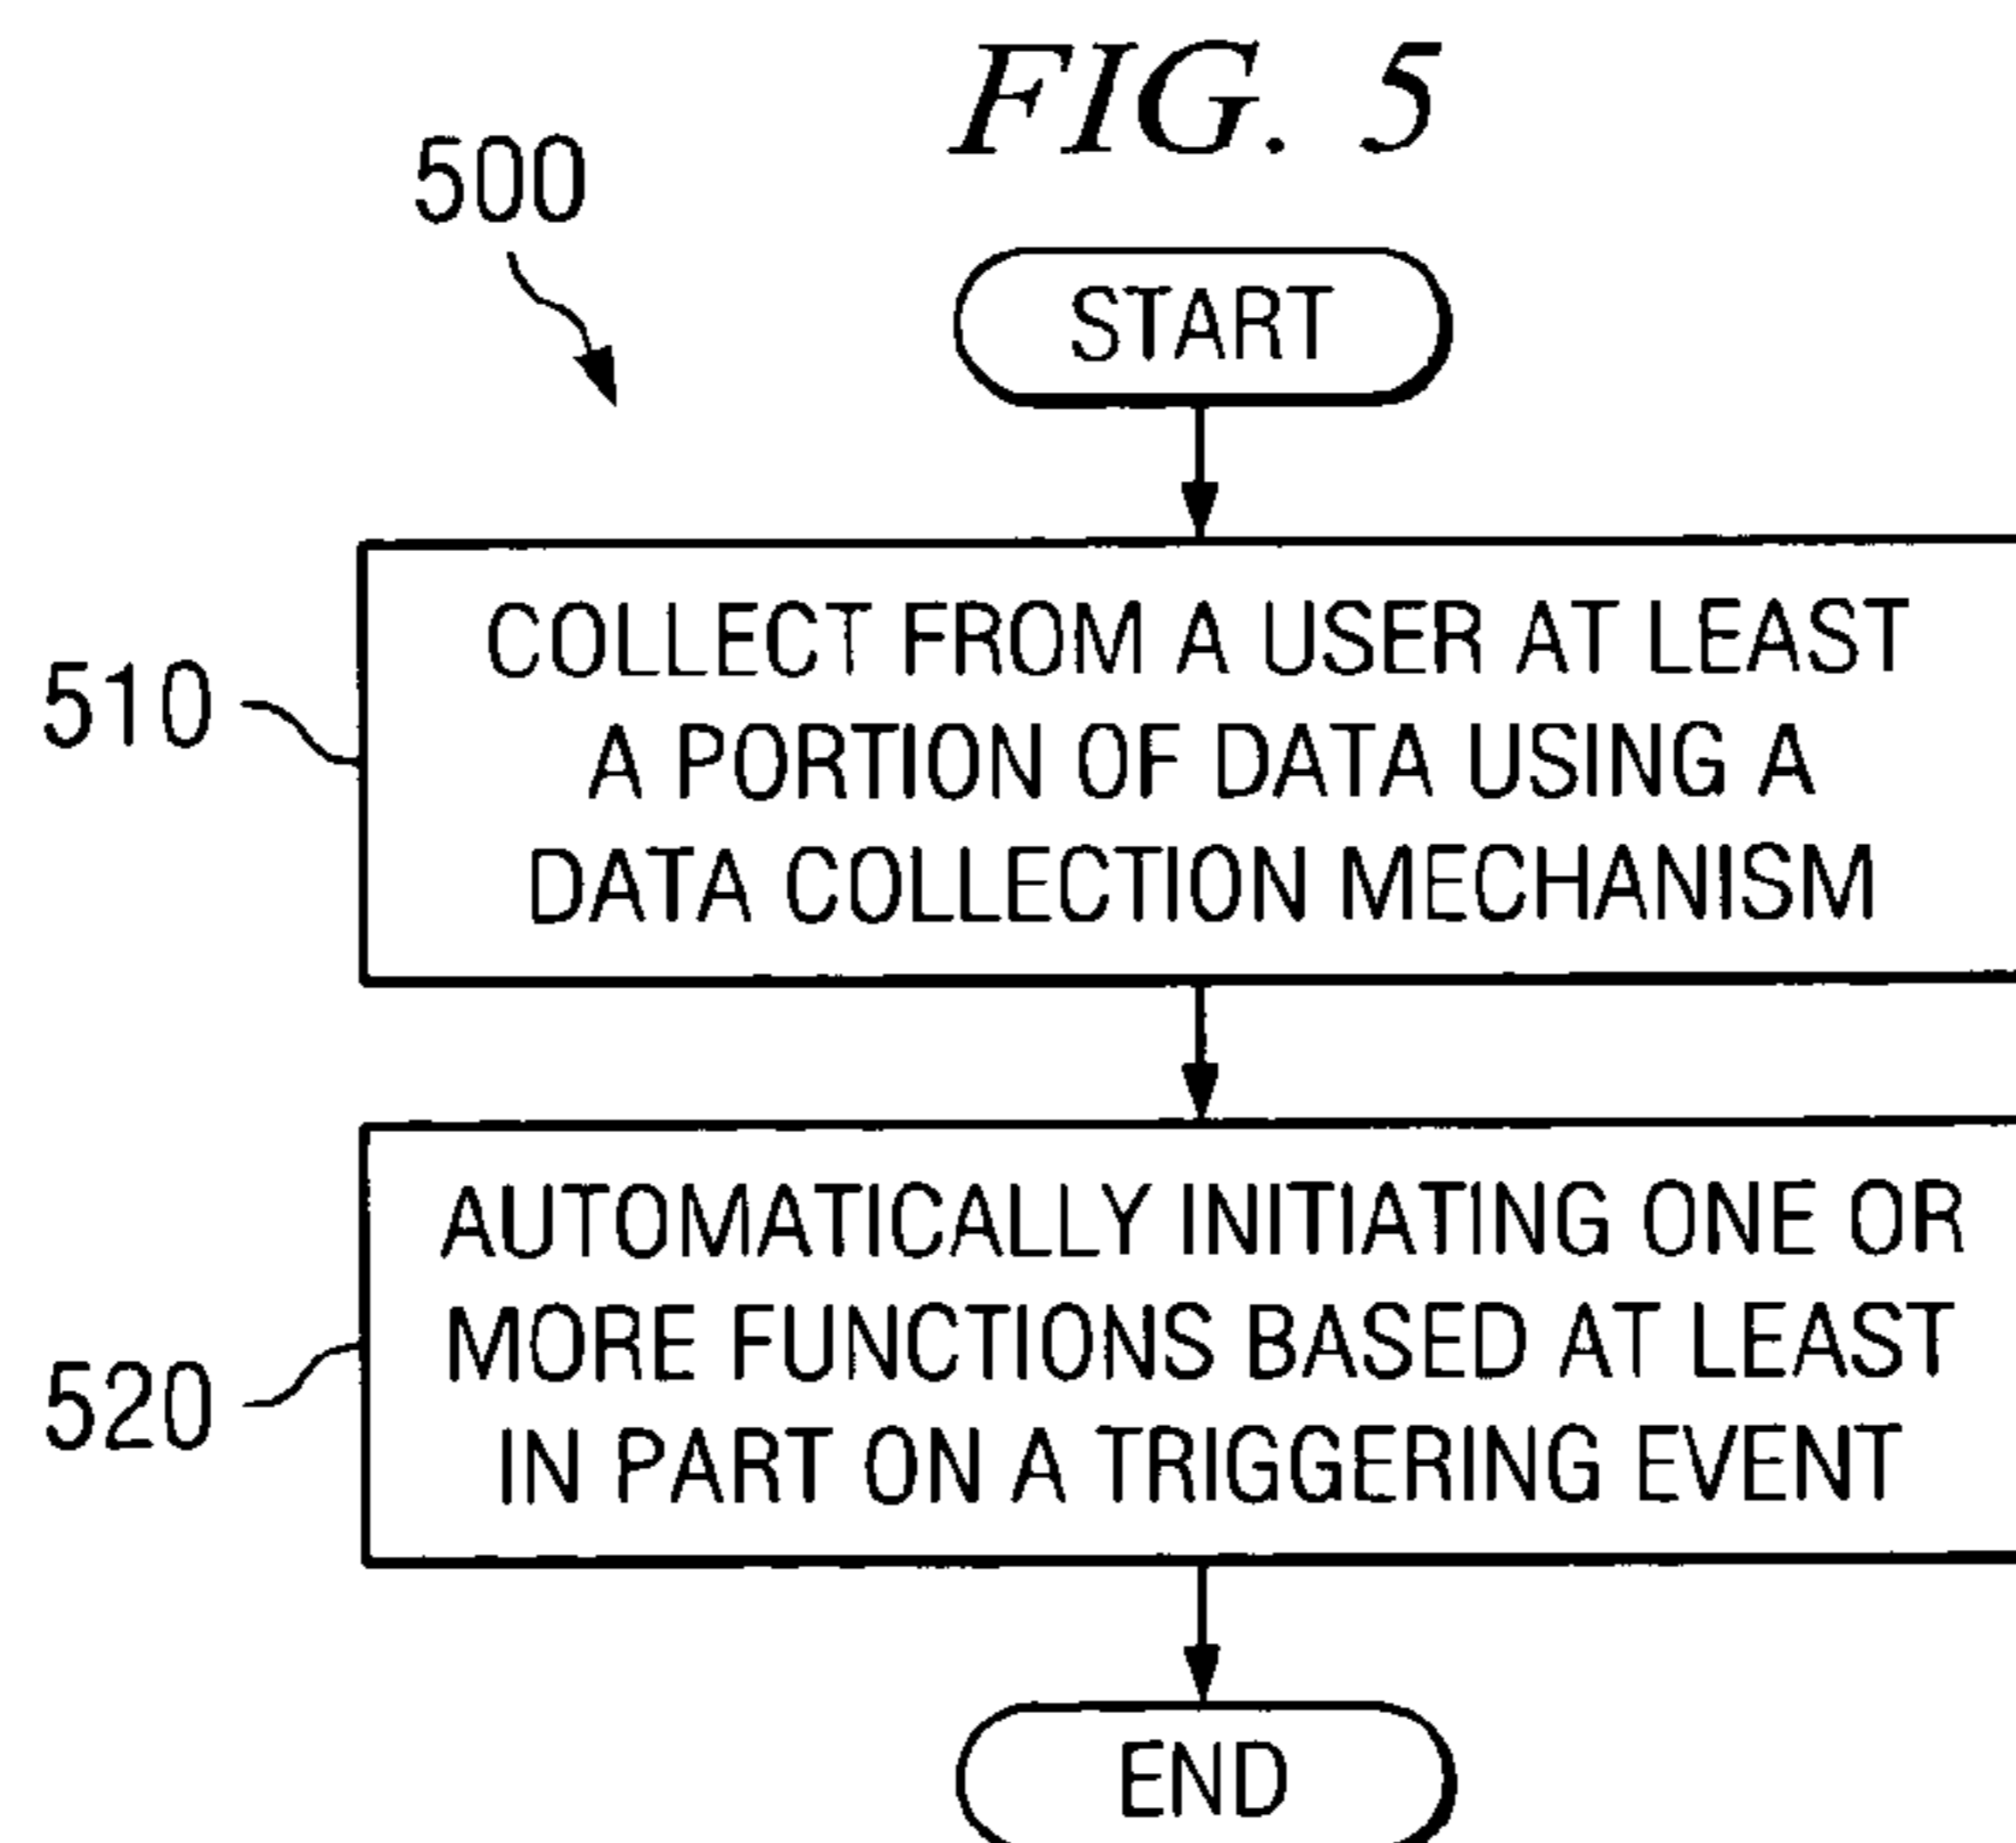 FIG. 5
500
START
510
COLLECT FROM A USER AT LEAST
A PORTION OF DATA USING A
DATA COLLECTION MECHANISM
520
AUTOMATICALLY INITIATING ONE OR
MORE FUNCTIONS BASED AT LEAST
IN PART ON A TRIGGERING EVENT
END